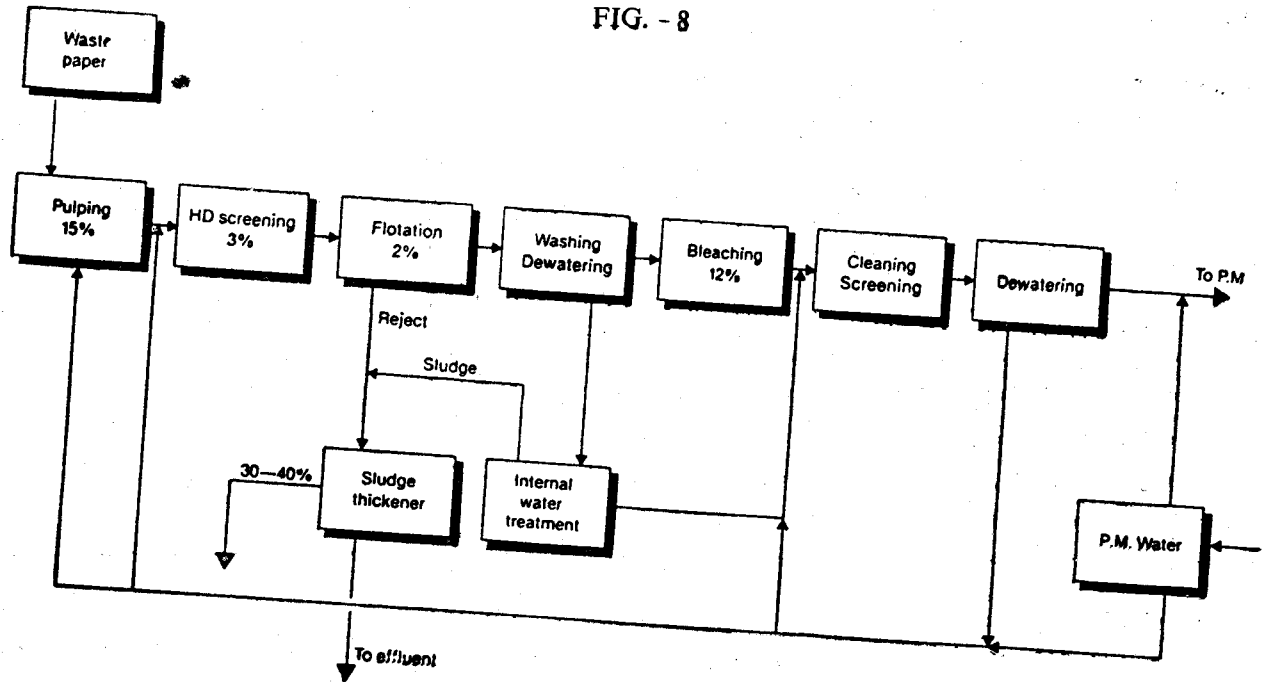 FIG. - 8
Waste
paper
Pulping
15%
HD screening
3%
Flotation
2%
Washing
Dewatering
Bleaching
12%
Cleaning
Screening
Dewatering
To P.M
Reject
Sludge
30—40%
Sludge
thickener
Internal
water
treatment
P.M. Water
To effluent